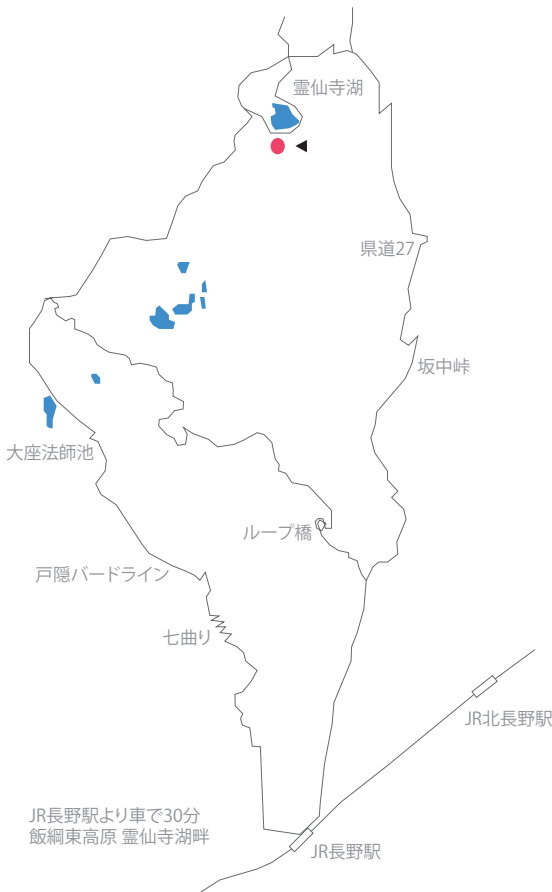 霊仙寺湖
県道27
坂中峠
大座法師池
ループ橋
戸隠バードライン
七曲り
JR北長野駅
JR長野駅より車で30分
飯綱東高原 霊仙寺湖畔
JR長野駅